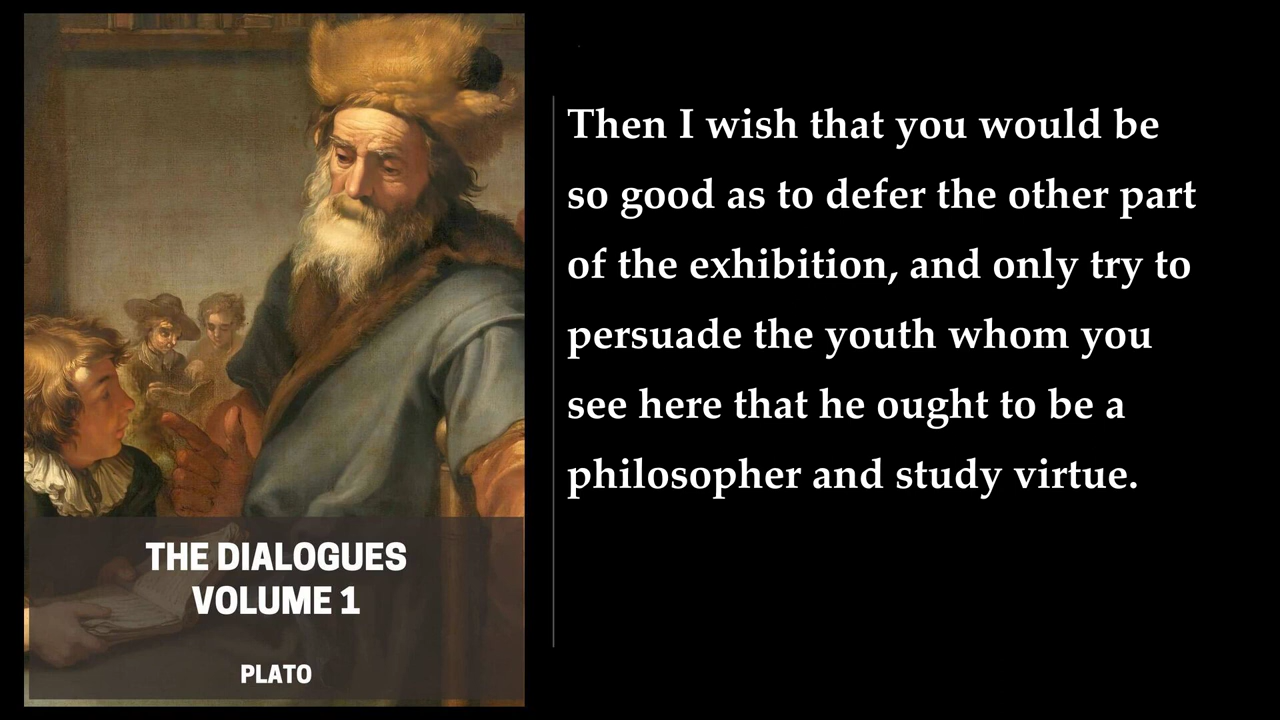 Then I wish that you would be
so good as to defer the other part
of the exhibition, and only try to
persuade the youth whom you
see here that he ought to be a
philosopher and study virtue.
THE DIALOGUES
VOLUME 1
PLATO